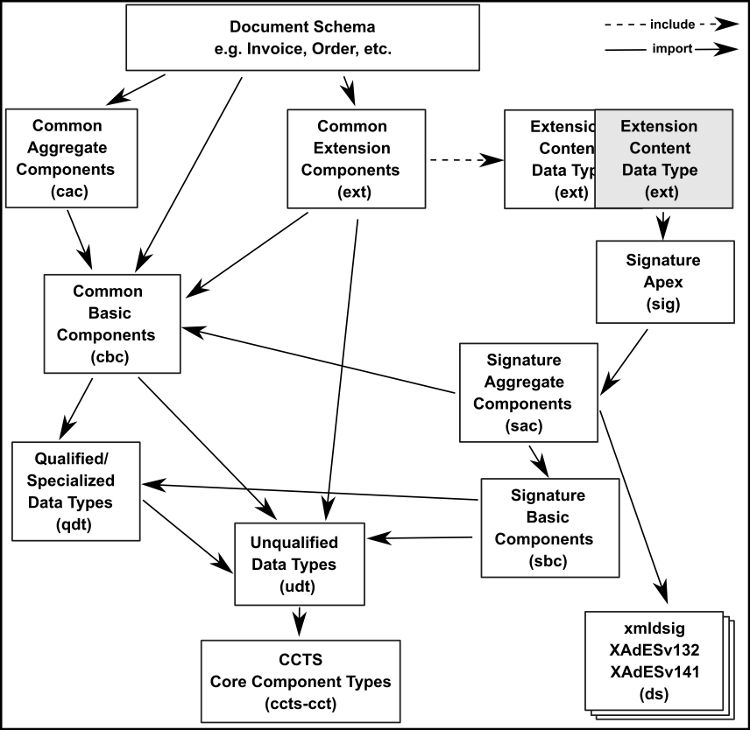 Document Schema
e.g. Invoice, Order, etc.
include
import
Common
Aggregate
Components
(cac)
Common
Extension
Components
(ext)
Extensio
Conten
Data Typ
(ext)
Extension
Content
Data Type
(ext)
Signature
Apex
(sig)
Common
Basic
Components
(cbc)
Signature
Aggregate
Components
(sac)
Qualified/
Specialized
Data Types
(qdt)
Signature
Basic
Components
(sbc)
Unqualified
Data Types
(udt)
xmldsig
XAdESv132
XAdESv141
(ds)
CCTS
Core Component Types
(ccts-cct)